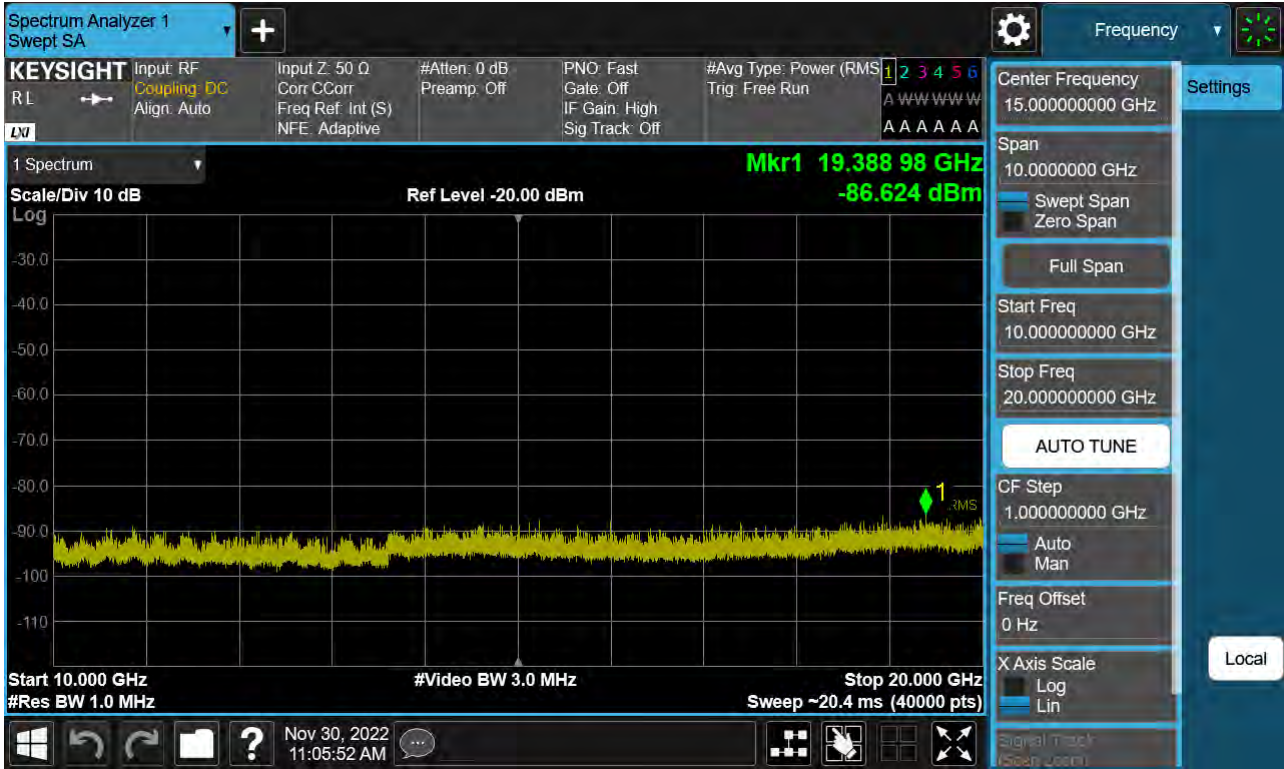 Spectrum Analyzer 1
Swept SA
Frequency
KEYSIGHT
R L
LXI
Input: RF
Coupling: DC
Align: Auto
Input Z: 50 Ω
Corr CCorr
Freq Ref: Int (S)
NFE: Adaptive
#Atten: 0 dB
Preamp: Off
PNO: Fast
Gate: Off
IF Gain: High
Sig Track: Off
#Avg Type: Power (RMS
Trig: Free Run
1 2 3 4 5 6
A W W W W W
A A A A A A
1 Spectrum
Scale/Div 10 dB
Log
Ref Level -20.00 dBm
Mkr1 19.388 98 GHz
-86.624 dBm
-30.0
-40.0
-50.0
-60.0
-70.0
-80.0
-90.0
-100
-110
1
RMS
Start 10.000 GHz
#Res BW 1.0 MHz
#Video BW 3.0 MHz
Stop 20.000 GHz
Sweep ~20.4 ms (40000 pts)
Center Frequency
15.000000000 GHz
Span
10.0000000 GHz
Swept Span
Zero Span
Full Span
Start Freq
10.000000000 GHz
Stop Freq
20.000000000 GHz
AUTO TUNE
CF Step
1.000000000 GHz
Auto
Man
Freq Offset
0 Hz
X Axis Scale
Log
Lin
Signal Track
(Span Zoom)
Settings
Local
?
Nov 30, 2022
11:05:52 AM